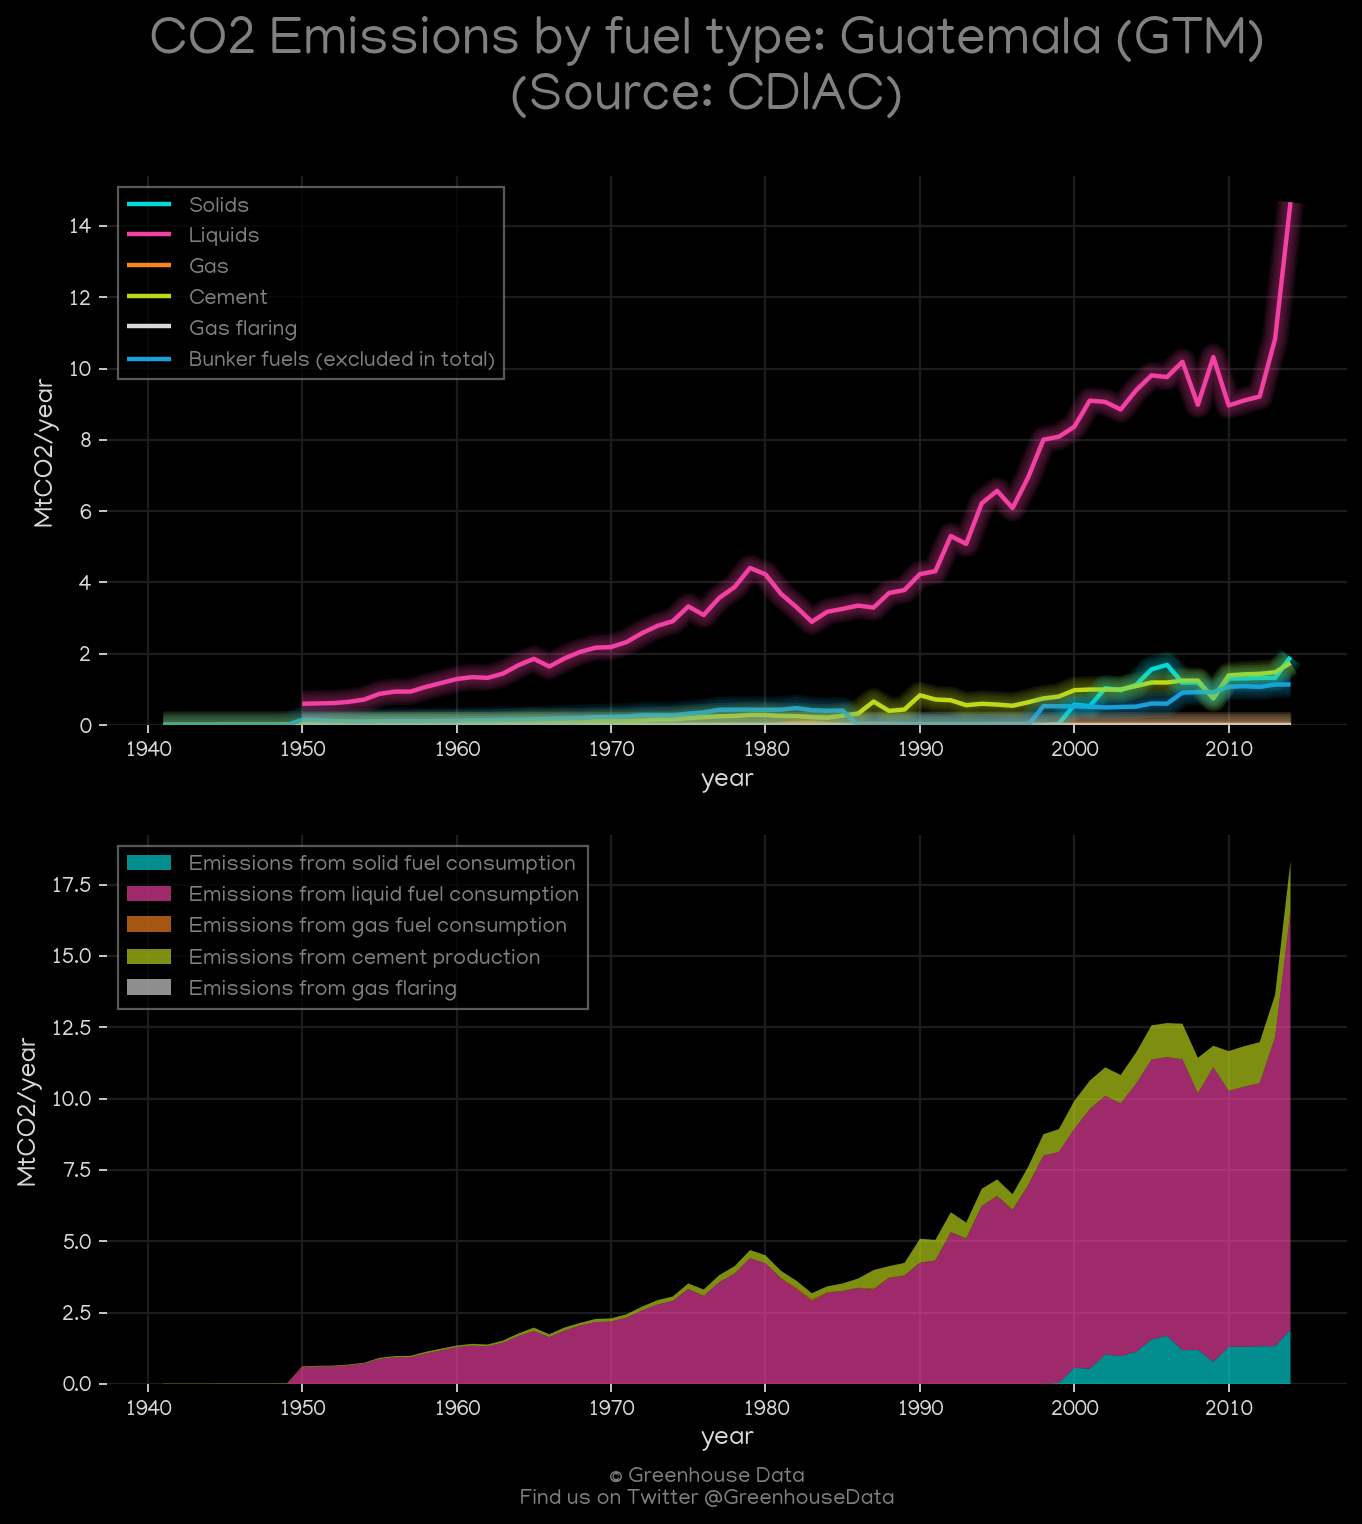 CO2 Emissions by fuel type: Guatemala (GTM)
(Source: CDIAC)
Solids
Liquids
Gas
Cement
Gas flaring
Bunker fuels (excluded in total)
14
12
10
8
6
4
2
0
MtCO2/year
1940 1950 1960 1970 1980 1990 2000 2010
year
Emissions from solid fuel consumption
Emissions from liquid fuel consumption
Emissions from gas fuel consumption
Emissions from cement production
Emissions from gas flaring
17.5
15.0
12.5
10.0
7.5
5.0
2.5
0.0
MtCO2/year
1940 1950 1960 1970 1980 1990 2000 2010
year
© Greenhouse Data
Find us on Twitter @GreenhouseData